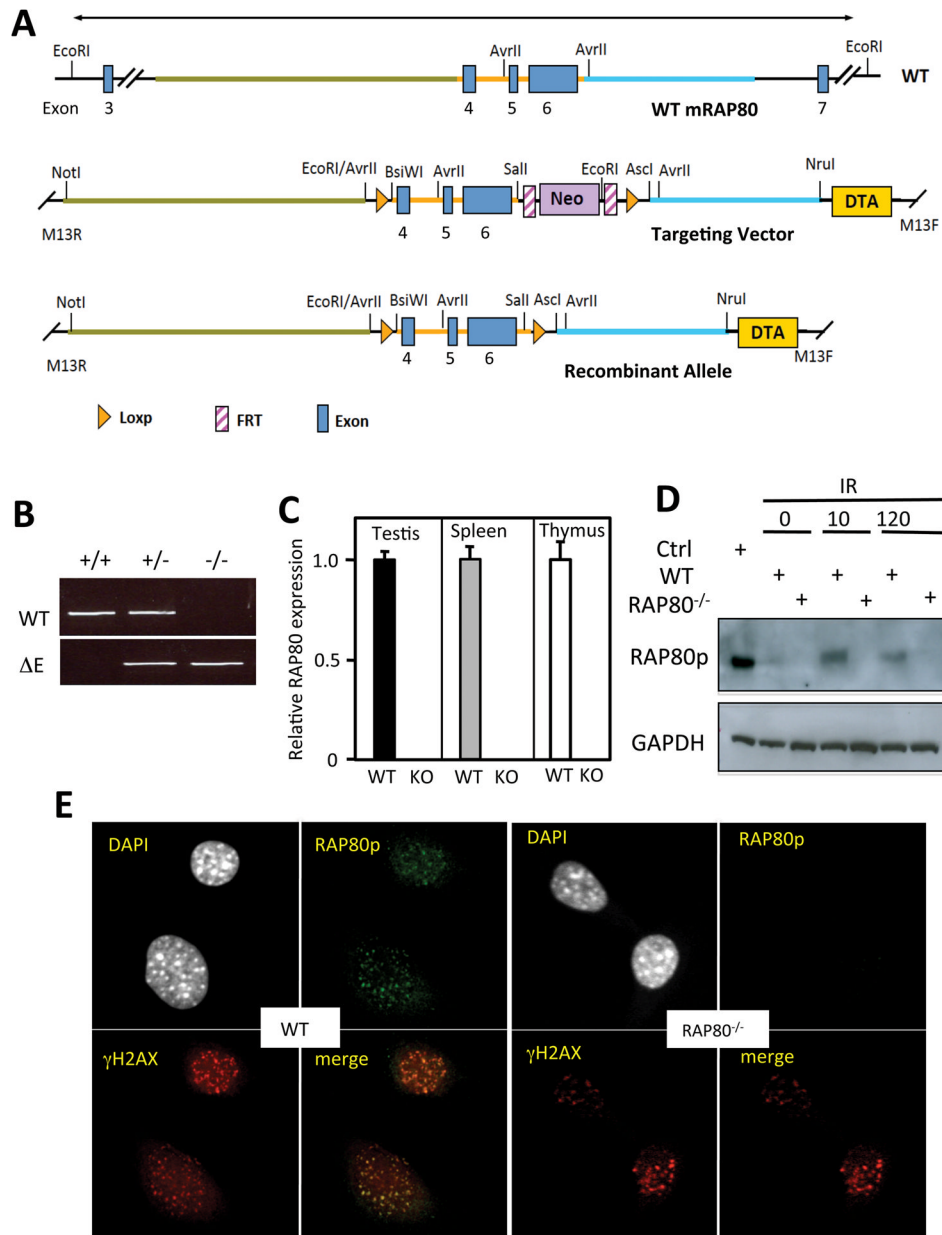 A
EcoRI AvrII AvrII EcoRI
WT
Exon 3 4 5 6 7
WT mRAP80
NotI EcoRI/AvrII BsiWI AvrII SalI EcoRI AscI AvrII NruI
Neo DTA
M13R 4 5 6 M13F
Targeting Vector
NotI EcoRI/AvrII BsiWI AvrII SalI AscI AvrII NruI
DTA
M13R 4 5 6 M13F
Recombinant Allele
Loxp FRT Exon
B
+/+ +/- -/-
WT
ΔE
C
Relative RAP80 expression
Testis Spleen Thymus
1.0
0.5
0
WT KO WT KO WT KO
D
IR
0 10 120
Ctrl +
WT + + +
RAP80-/- + + +
RAP80p
GAPDH
E
DAPI RAP80p DAPI RAP80p
WT RAP80-/-
γH2AX merge γH2AX merge